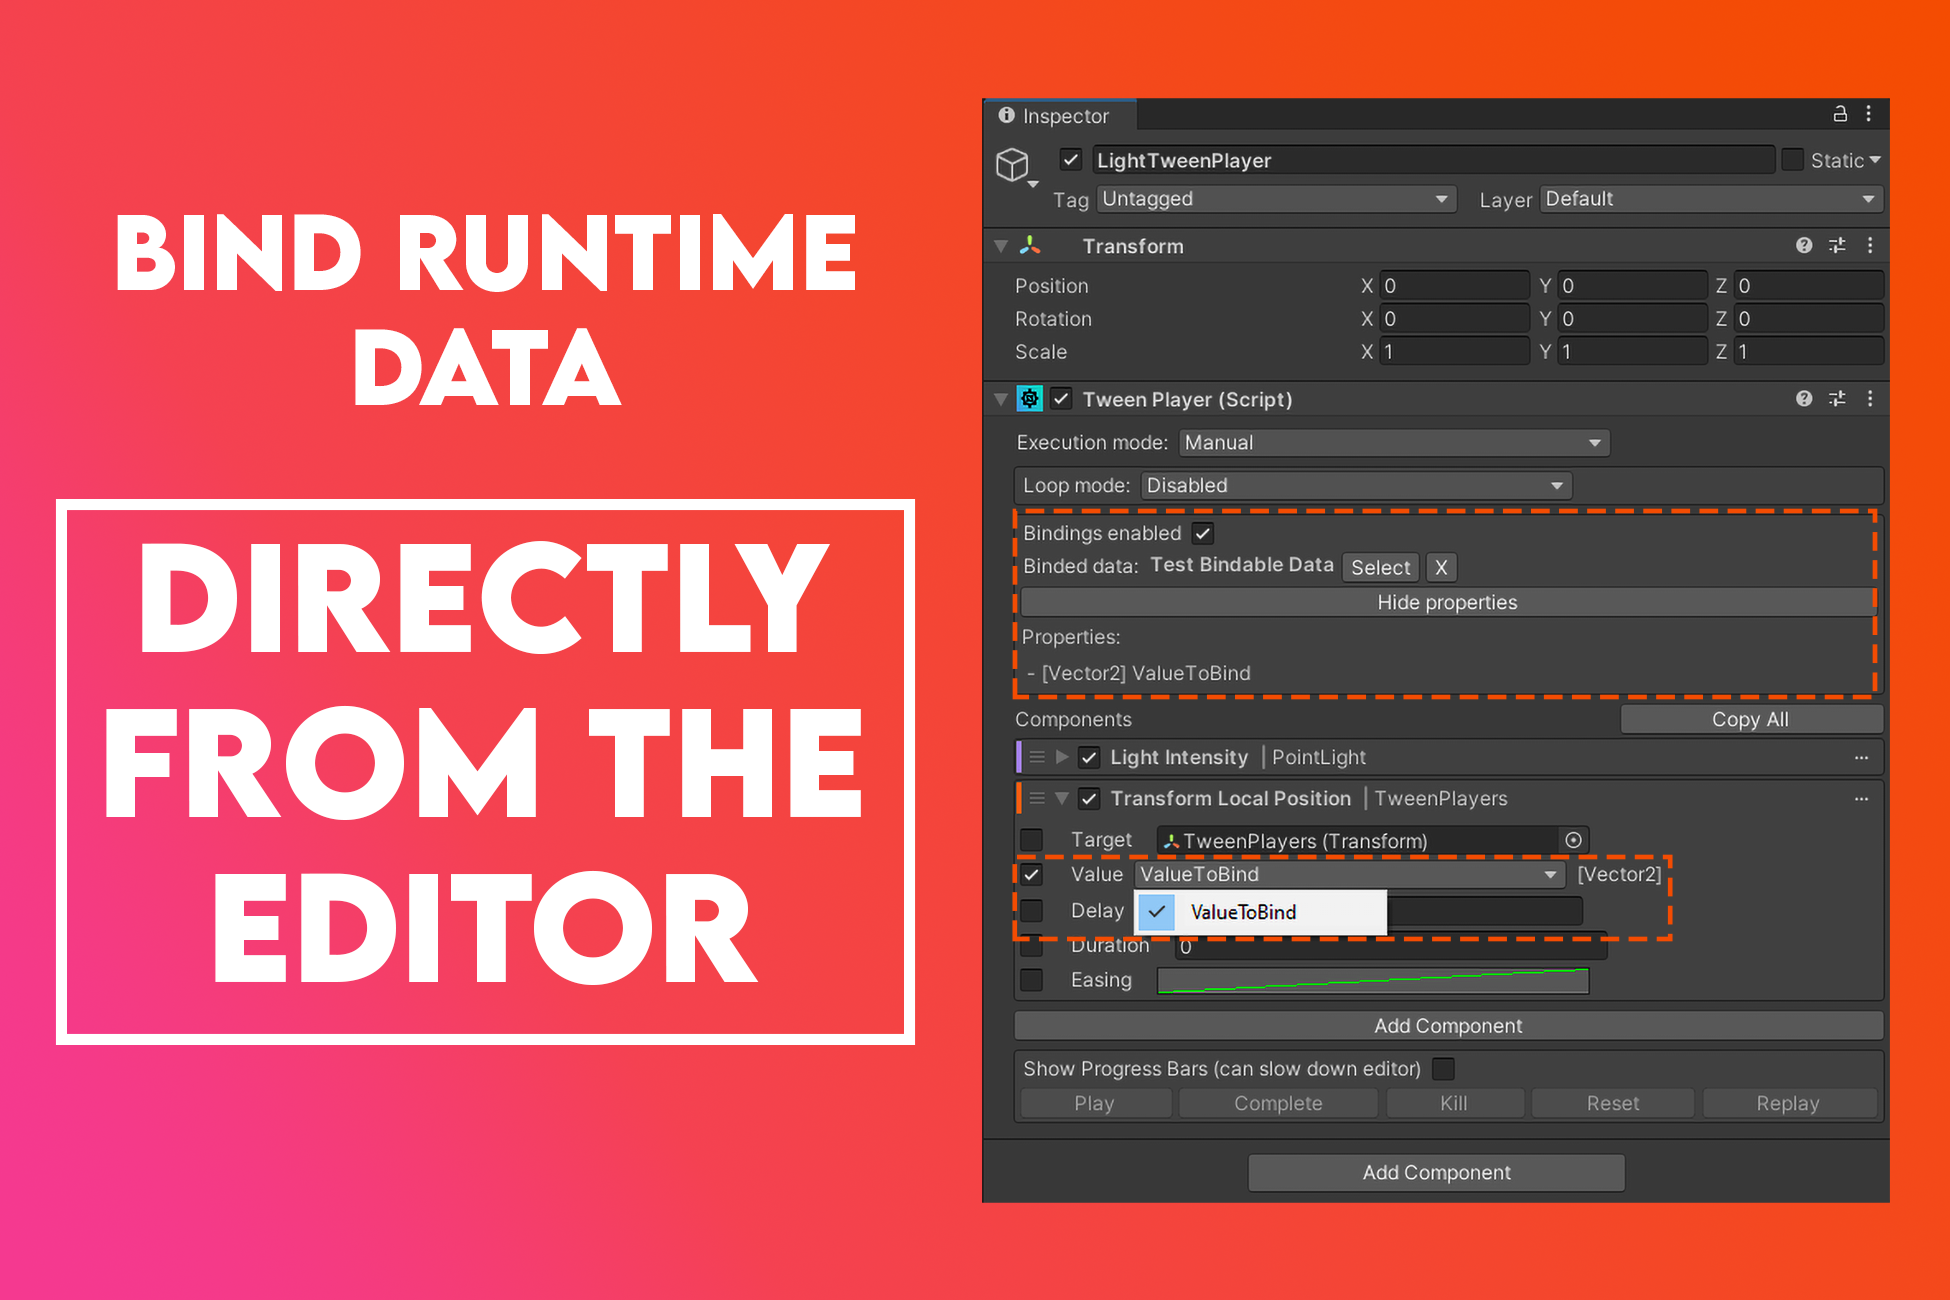 BIND RUNTIME
DATA
DIRECTLY
FROM THE
EDITOR
Inspector
LightTweenPlayer
Static
Tag Untagged Layer Default
Transform
Position X 0 Y 0 Z 0
Rotation X 0 Y 0 Z 0
Scale X 1 Y 1 Z 1
Tween Player (Script)
Execution mode: Manual
Loop mode: Disabled
Bindings enabled
Binded data: Test Bindable Data Select X
Hide properties
Properties:
- [Vector2] ValueToBind
Components Copy All
Light Intensity | PointLight
Transform Local Position | TweenPlayers
Target TweenPlayers (Transform)
Value ValueToBind [Vector2]
Delay ValueToBind
Duration 0
Easing
Add Component
Show Progress Bars (can slow down editor)
Play Complete Kill Reset Replay
Add Component